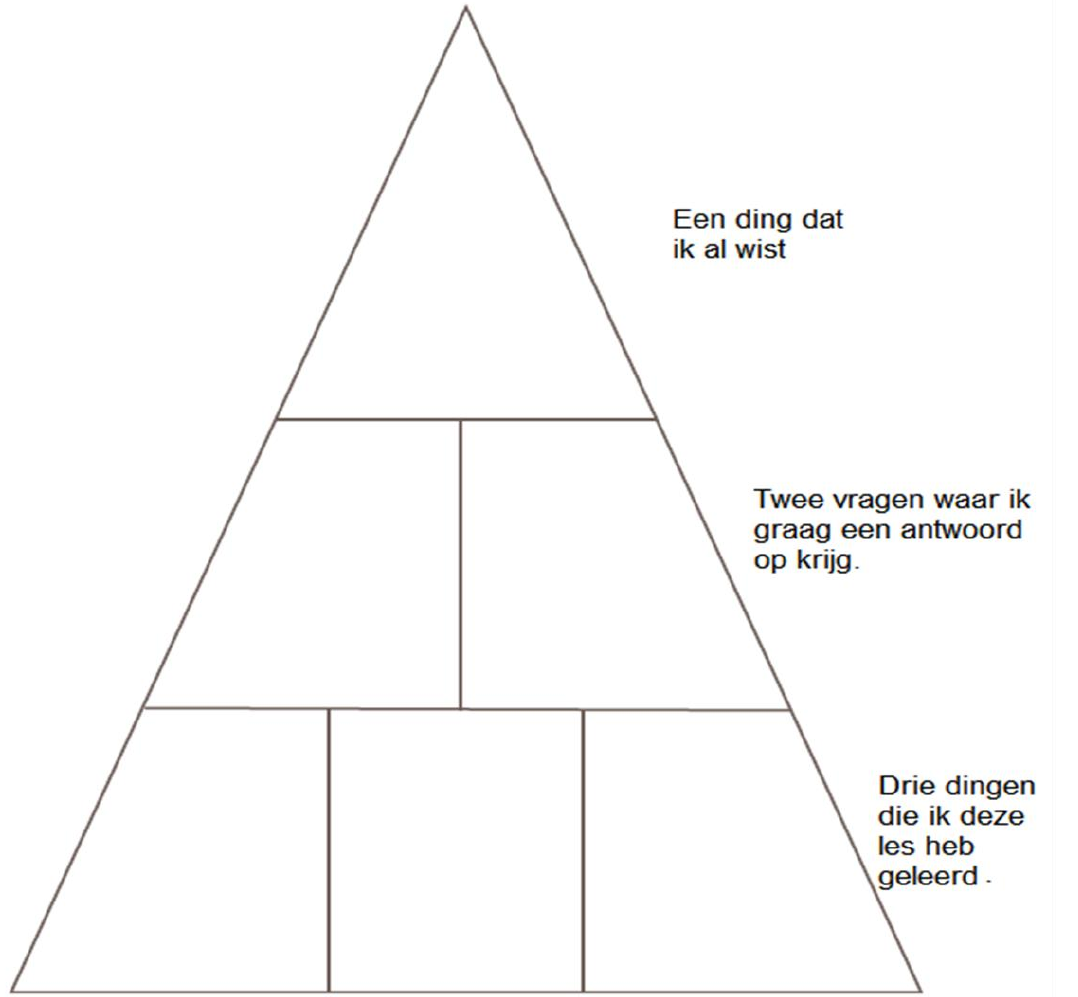 Een ding dat
ik al wist
Twee vragen waar ik
graag een antwoord
op krijg.
Drie dingen
die ik deze
les heb
geleerd .